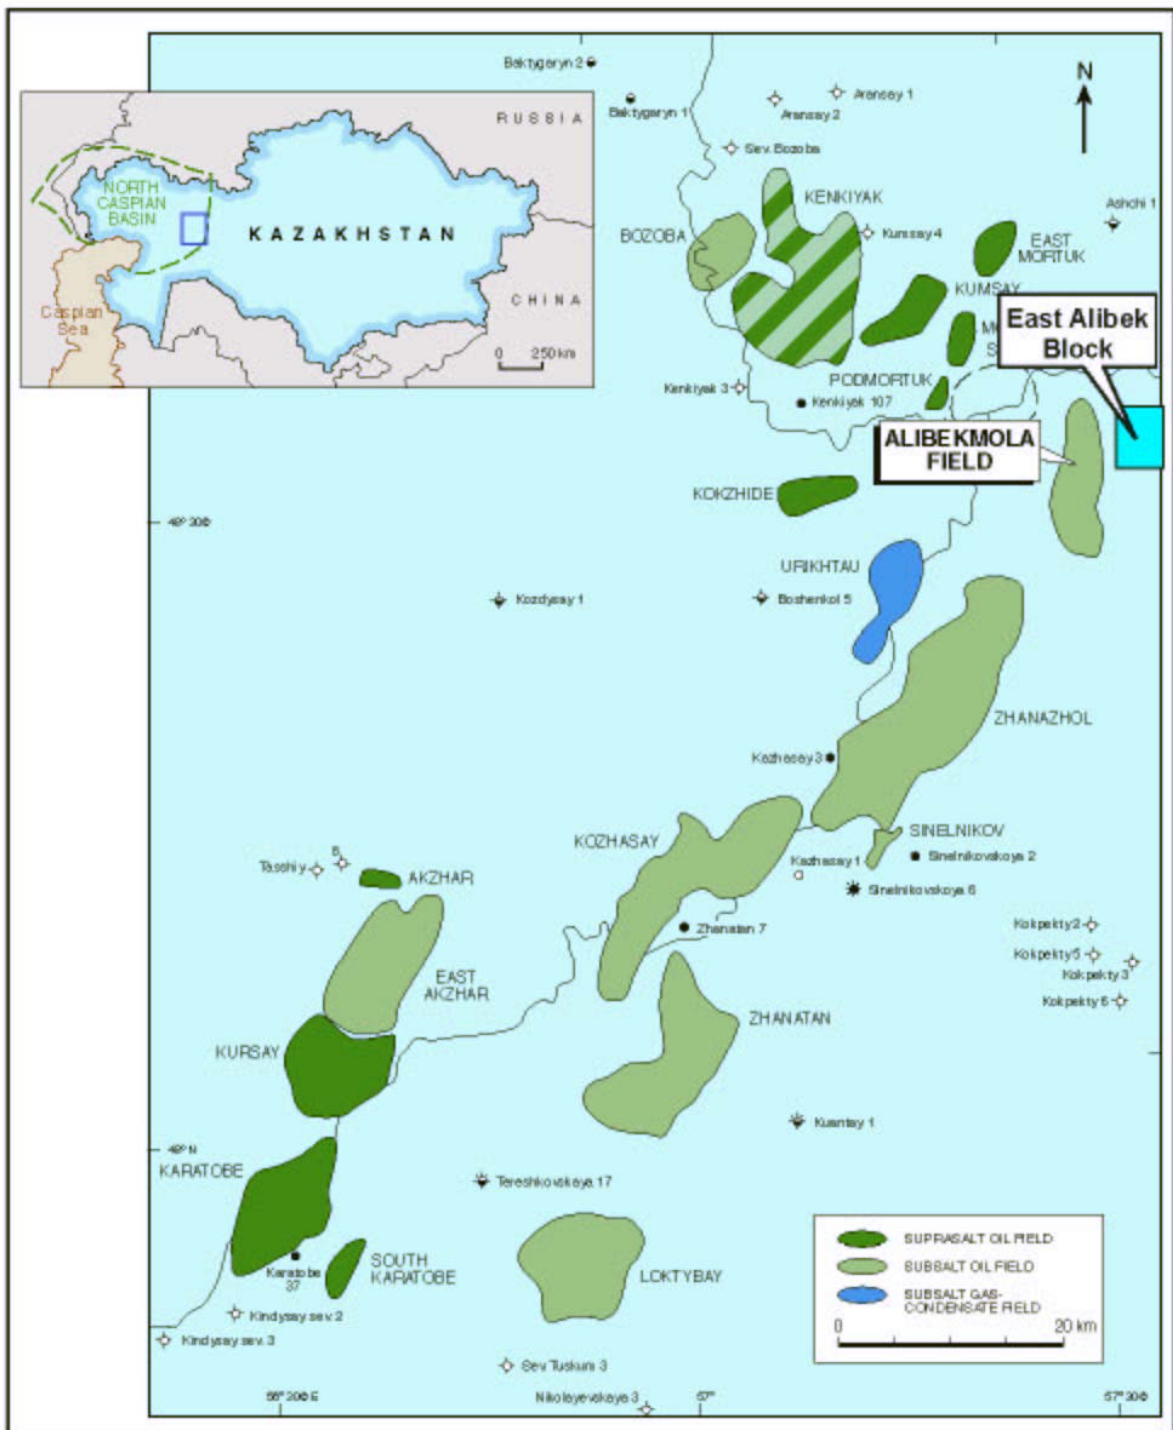 Baktygaryn 2
Baktygaryn 1
Aransay 1
Aransay 2
Sev. Bozoba
N
RUSSIA
NORTH
CASPIAN
BASIN
KAZAKHSTAN
CHINA
Caspian
Sea
0 250 km
KENKIYAK
BOZOBA
Kumsay 4
Ashchi 1
EAST
MORTUK
KUMSAY
East Alibek
Block
PODMORTUK
Kenkiyak 3
Kenkiyak 107
ALIBEKMOLA
FIELD
KOKZHIDE
URIKHTAU
Kozdysay 1
Boshenkol 5
ZHANAZHOL
Kazhasay 3
KOZHASAY
SINELNIKOV
Kazhasay 1
Sinelnikovskaya 2
Sinelnikovskaya 6
Tasshiy
AKZHAR
Zhanatan 7
Kokpekty 2
Kokpekty 5
Kokpekty 3
Kokpekty 6
EAST
AKZHAR
ZHANATAN
KURSAY
Kuantay 1
KARATOBE
Tereshkovskaya 17
SOUTH
KARATOBE
Karatobe
37
LOKTYBAY
Kindysay sev. 2
Kindysay sev. 3
Sev Tuskum 3
Nikolayevskaya 3
SUPRASALT OIL FIELD
SUBSALT OIL FIELD
SUBSALT GAS-
CONDENSATE FIELD
0 20 km
57°